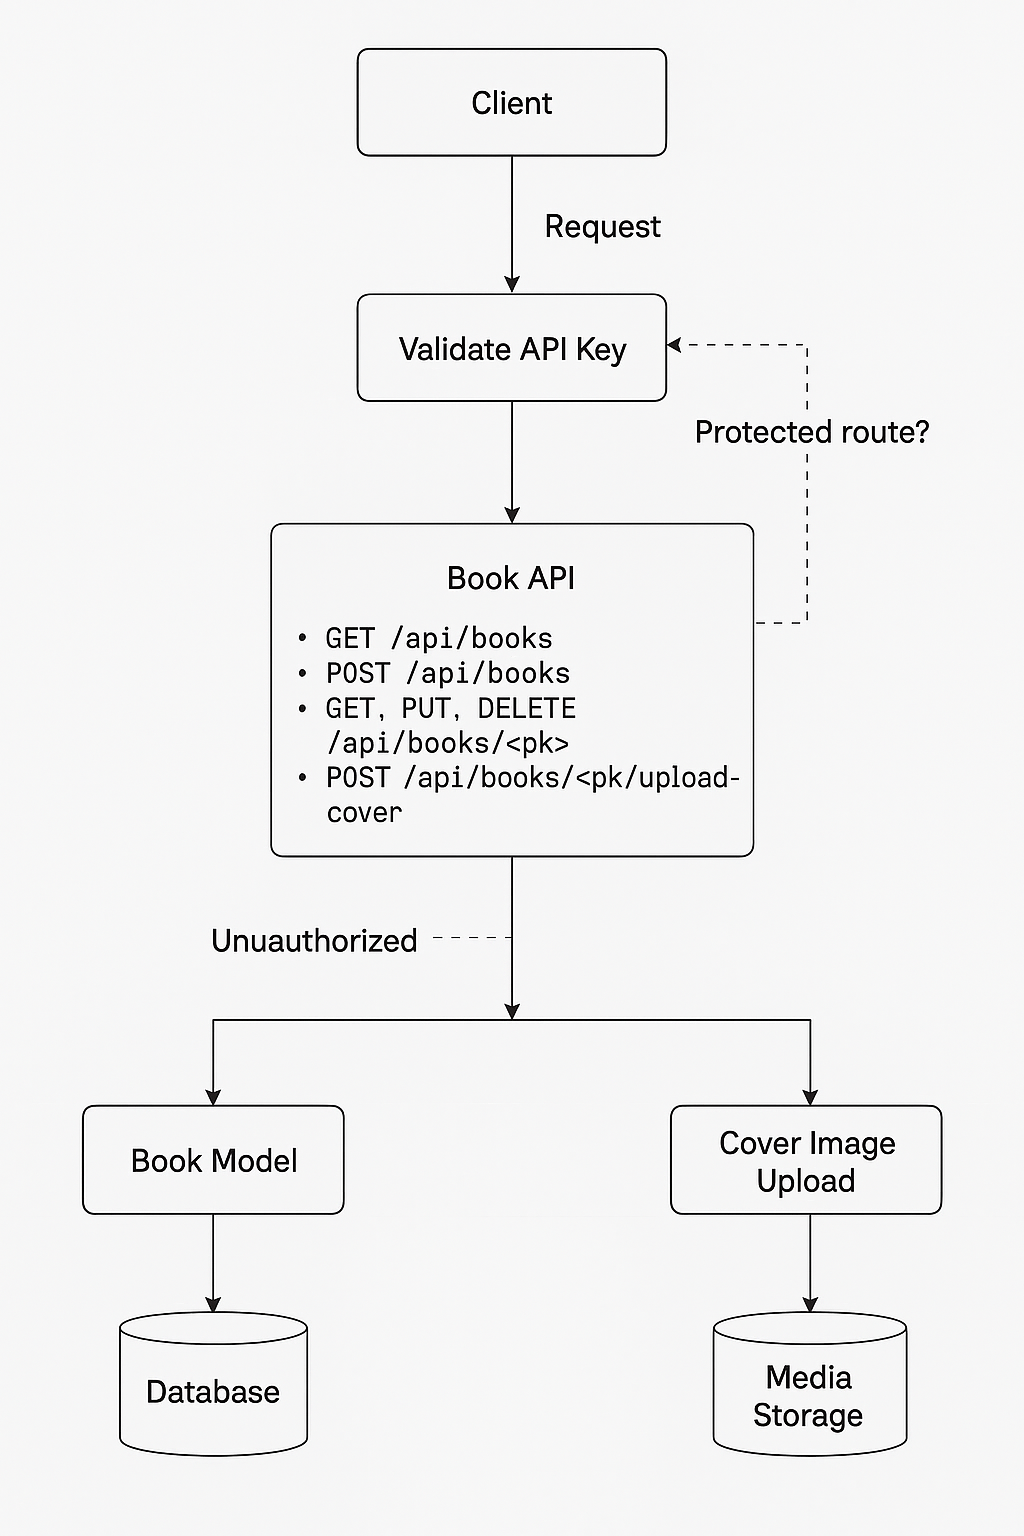 Client
Request
Validate API Key
Protected route?
Book API
• GET /api/books
• POST /api/books
• GET, PUT, DELETE
/api/books/<pk>
• POST /api/books/<pk/upload-
cover
Unuauthorized
Book Model
Cover Image
Upload
Database
Media
Storage